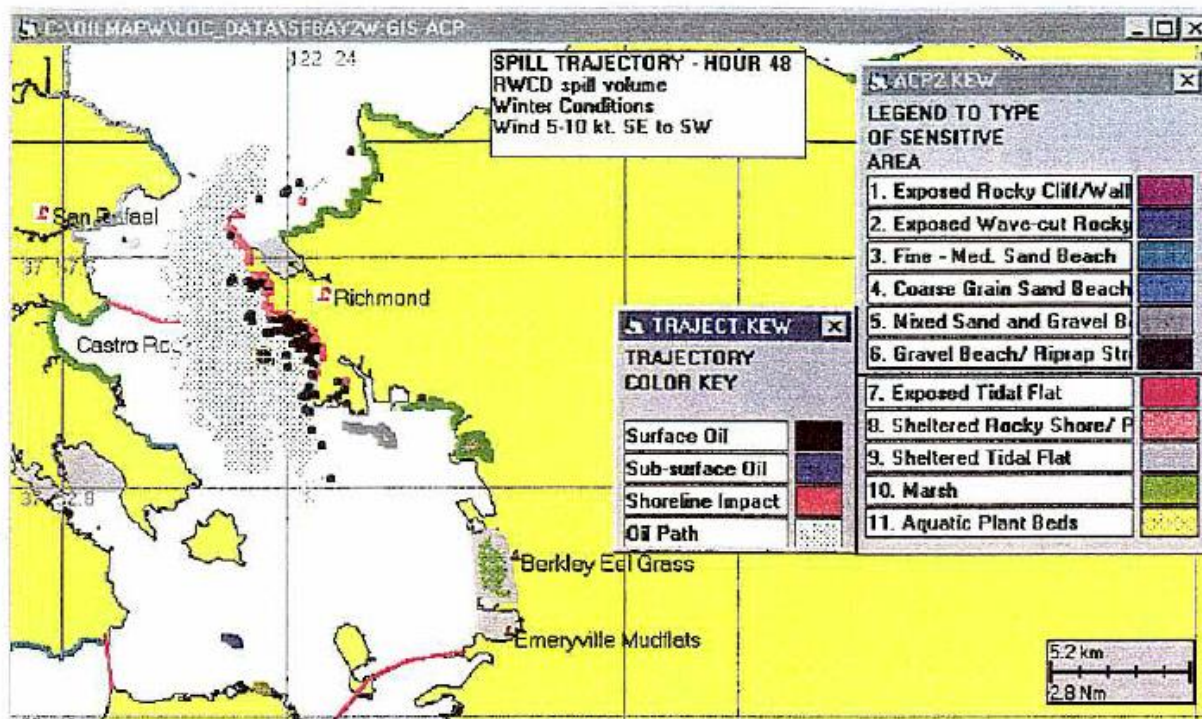 C:\OILMAPW\LOC_DATA\SFBAY2W:GIS-ACP
122 24
SPILL TRAJECTORY - HOUR 48
RWCD spill volume
Winter Conditions
Wind 5-10 kt. SE to SW
ACP2.KEW
LEGEND TO TYPE
OF SENSITIVE
AREA
1. Exposed Rocky Cliff/Wall
2. Exposed Wave-cut Rocky
3. Fine - Med. Sand Beach
4. Coarse Grain Sand Beach
5. Mixed Sand and Gravel B
6. Gravel Beach/ Riprap Str
7. Exposed Tidal Flat
8. Sheltered Rocky Shore/ P
9. Sheltered Tidal Flat
10. Marsh
11. Aquatic Plant Beds
San Rafael
37 57
Richmond
Castro Ro
TRAJECT.KEW
TRAJECTORY
COLOR KEY
Surface Oil
Sub-surface Oil
Shoreline Impact
Oil Path
Berkley Eel Grass
Emeryville Mudflats
5.2 km
2.8 Nm